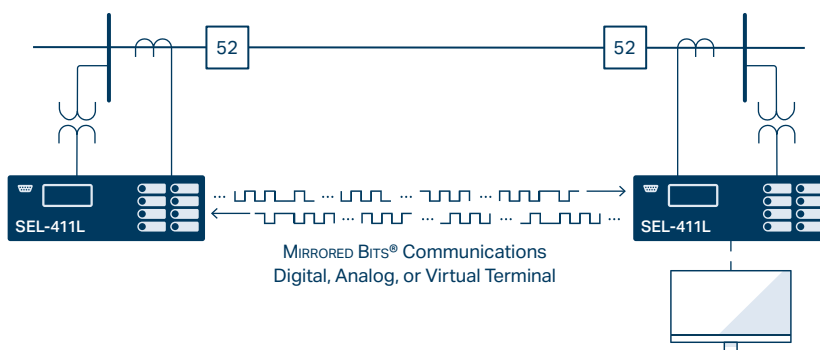 52
52
SEL-411L
SEL-411L
MIRRORED BITS® Communications
Digital, Analog, or Virtual Terminal